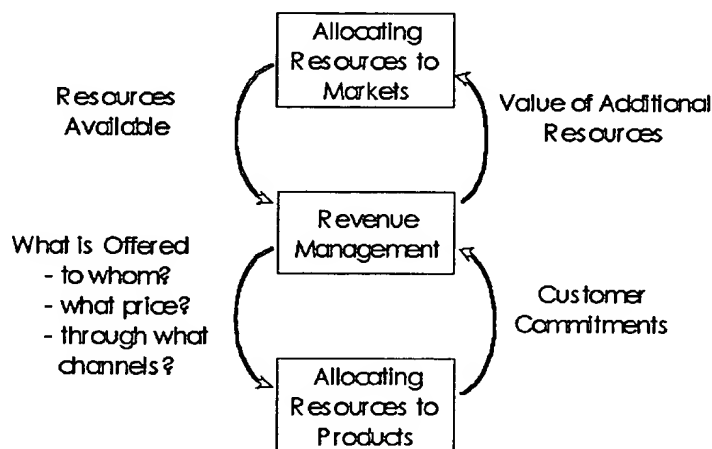 Allocating
Resources to
Markets
Resources
Available
Value of Additional
Resources
Revenue
Management
What is Offered
- to whom?
- what price?
- through what
channels?
Customer
Commitments
Allocating
Resources to
Products